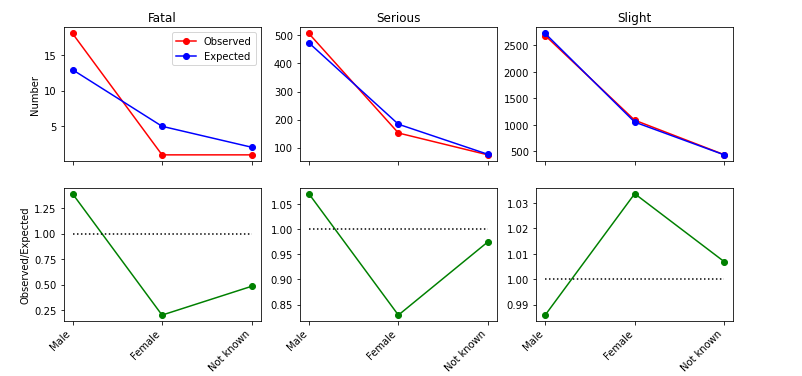 Fatal
Serious
Slight
Number
15
10
5
Observed
Expected
500
400
300
200
100
2500
2000
1500
1000
500
Observed/Expected
1.25
1.00
0.75
0.50
0.25
1.05
1.00
0.95
0.90
0.85
1.03
1.02
1.01
1.00
0.99
Male
Female
Not known
Male
Female
Not known
Male
Female
Not known